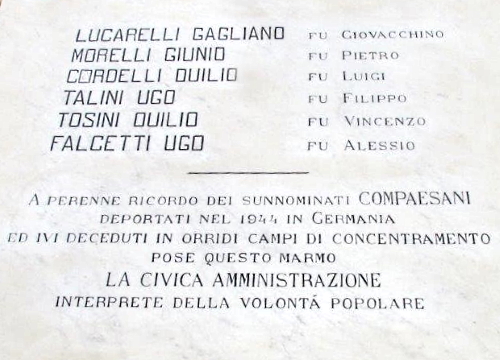 LUCARELLI GAGLIANO FU GIOVACCHINO
MORELLI GIUNIO FU PIETRO
CORDELLI DUILIO FU LUIGI
TALINI UGO FU FILIPPO
TOSINI DUILIO FU VINCENZO
FALCETTI UGO FU ALESSIO
A PERENNE RICORDO DEI SUNNOMINATI COMPAESANI
DEPORTATI NEL 1944 IN GERMANIA
ED IVI DECEDUTI IN ORRIDI CAMPI DI CONCENTRAMENTO
POSE QUESTO MARMO
LA CIVICA AMMINISTRAZIONE
INTERPRETE DELLA VOLONTÁ POPOLARE